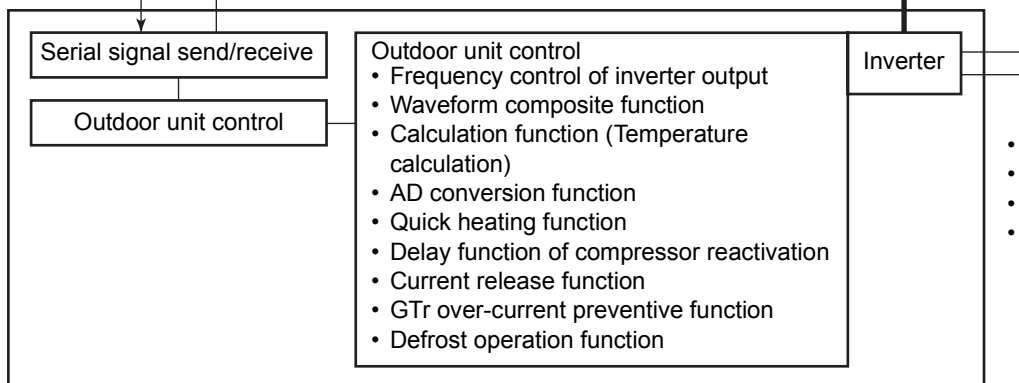 Serial signal send/receive
Outdoor unit control
Outdoor unit control
• Frequency control of inverter output
• Waveform composite function
• Calculation function (Temperature
calculation)
• AD conversion function
• Quick heating function
• Delay function of compressor reactivation
• Current release function
• GTr over-current preventive function
• Defrost operation function
Inverter
•
•
•
•